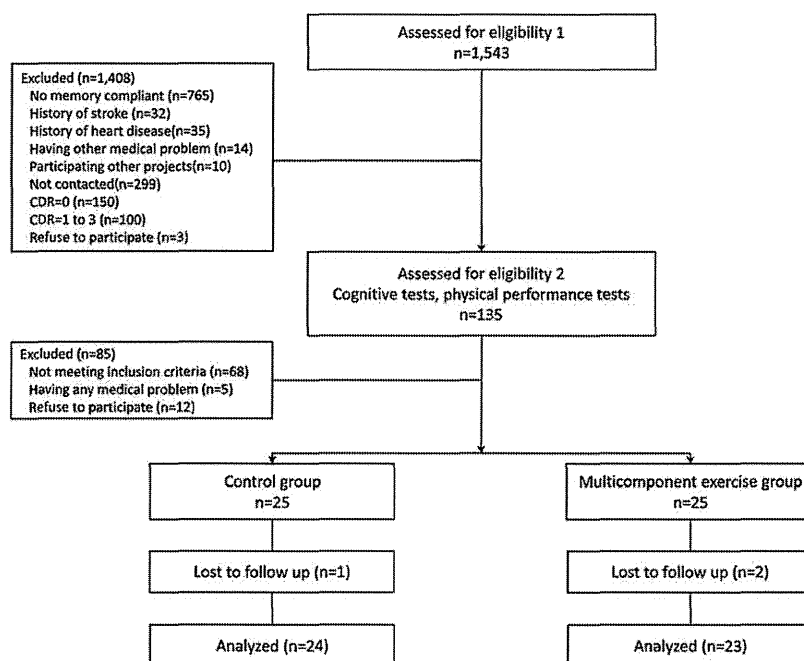 Assessed for eligibility 1
n=1,543
Excluded (n=1,408)
No memory compliant (n=765)
History of stroke (n=32)
History of heart disease(n=35)
Having other medical problem (n=14)
Participating other projects(n=10)
Not contacted(n=299)
CDR=0 (n=150)
CDR=1 to 3 (n=100)
Refuse to participate (n=3)
Assessed for eligibility 2
Cognitive tests, physical performance tests
n=135
Excluded (n=85)
Not meeting inclusion criteria (n=68)
Having any medical problem (n=5)
Refuse to participate (n=12)
Control group
n=25
Multicomponent exercise group
n=25
Lost to follow up (n=1)
Lost to follow up (n=2)
Analyzed (n=24)
Analyzed (n=23)